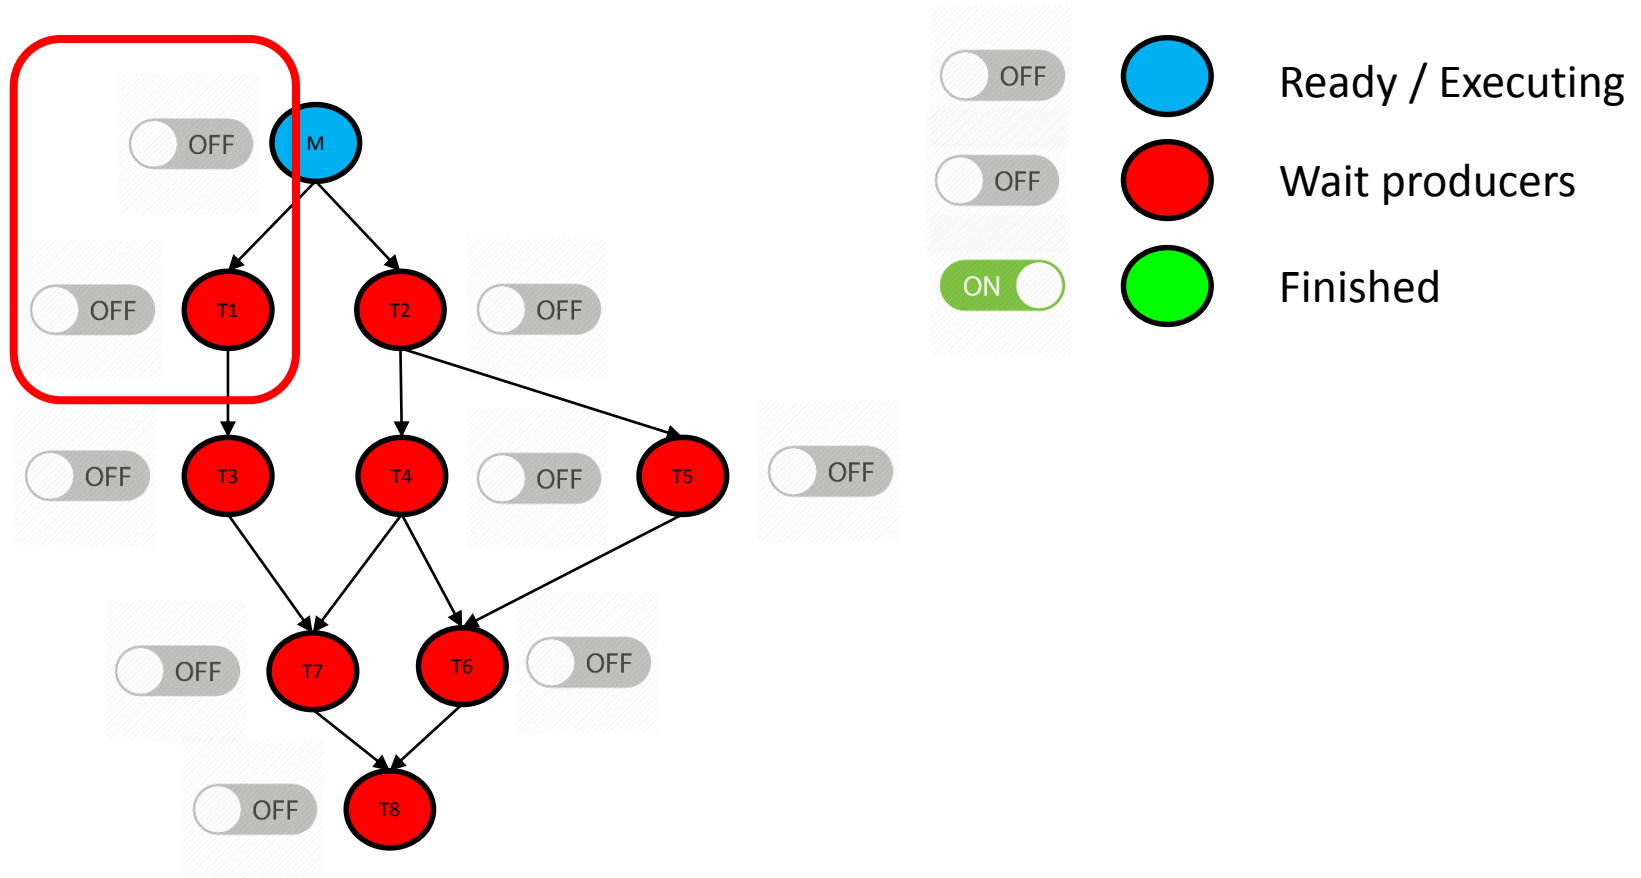 OFF
Ready / Executing
OFF
M
OFF
Wait producers
ON
Finished
OFF
T1
T2
OFF
OFF
T3
T4
OFF
T5
OFF
OFF
T7
T6
OFF
OFF
T8